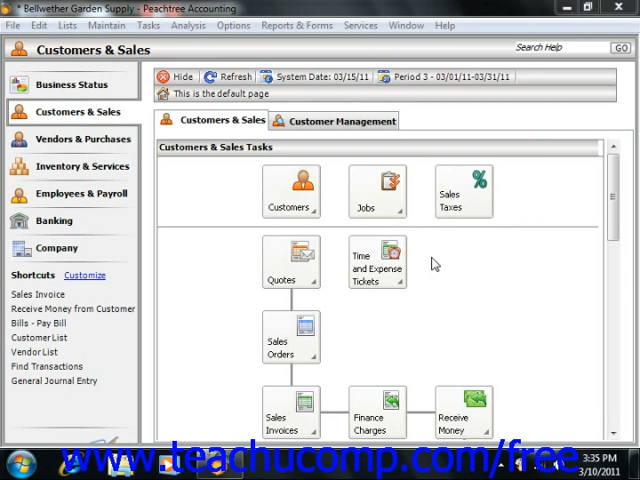 * Bellwether Garden Supply - Peachtree Accounting
File Edit Lists Maintain Tasks Analysis Options Reports & Forms Services Window Help
Customers & Sales
Search Help
GO
Business Status
Customers & Sales
Vendors & Purchases
Inventory & Services
Employees & Payroll
Banking
Company
Shortcuts Customize
Sales Invoice
Receive Money from Customer
Bills - Pay Bill
Customer List
Vendor List
Find Transactions
General Journal Entry
Hide Refresh System Date: 03/15/11 Period 3 - 03/01/11-03/31/11
This is the default page
Customers & Sales Customer Management
Customers & Sales Tasks
Customers
Jobs
Sales
Taxes
Quotes
Time
and Expense
Tickets
Sales
Orders
Sales
Invoices
Finance
Charges
Receive
Money
www.teachucomp.com/free
3:35 PM
3/10/2011